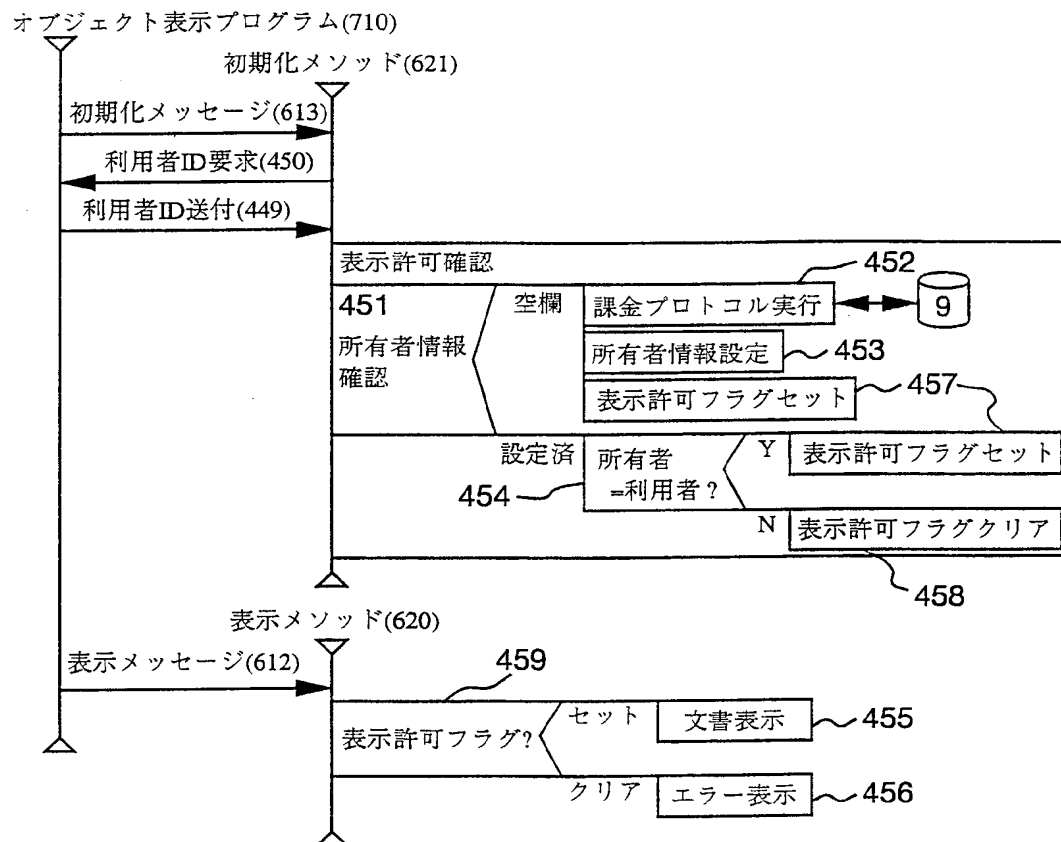 オブジェクト表示プログラム(710)
初期化メソッド(621)
初期化メッセージ(613)
利用者ID要求(450)
利用者ID送付(449)
表示許可確認
452
451
所有者情報
確認
空欄
課金プロトコル実行
9
所有者情報設定
453
表示許可フラグセット
457
設定済
所有者
=利用者?
454
Y
表示許可フラグセット
N
表示許可フラグクリア
458
表示メソッド(620)
表示メッセージ(612)
459
表示許可フラグ?
セット
文書表示
455
クリア
エラー表示
456